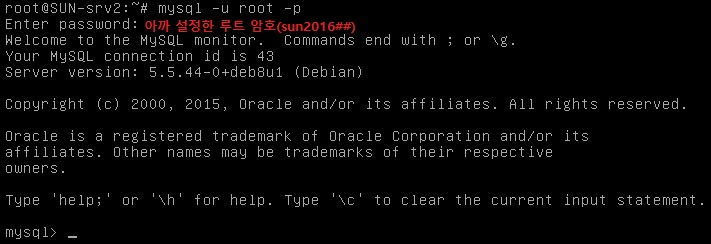 root@SUN-srv2:~# mysql -u root -p
Enter password: 아까 설정한 루트 암호(sun2016##)
Welcome to the MySQL monitor.  Commands end with ; or \g.
Your MySQL connection id is 43
Server version: 5.5.44-0+deb8u1 (Debian)
Copyright (c) 2000, 2015, Oracle and/or its affiliates. All rights reserved.
Oracle is a registered trademark of Oracle Corporation and/or its
affiliates. Other names may be trademarks of their respective
owners.
Type 'help;' or '\h' for help. Type '\c' to clear the current input statement.
mysql> _